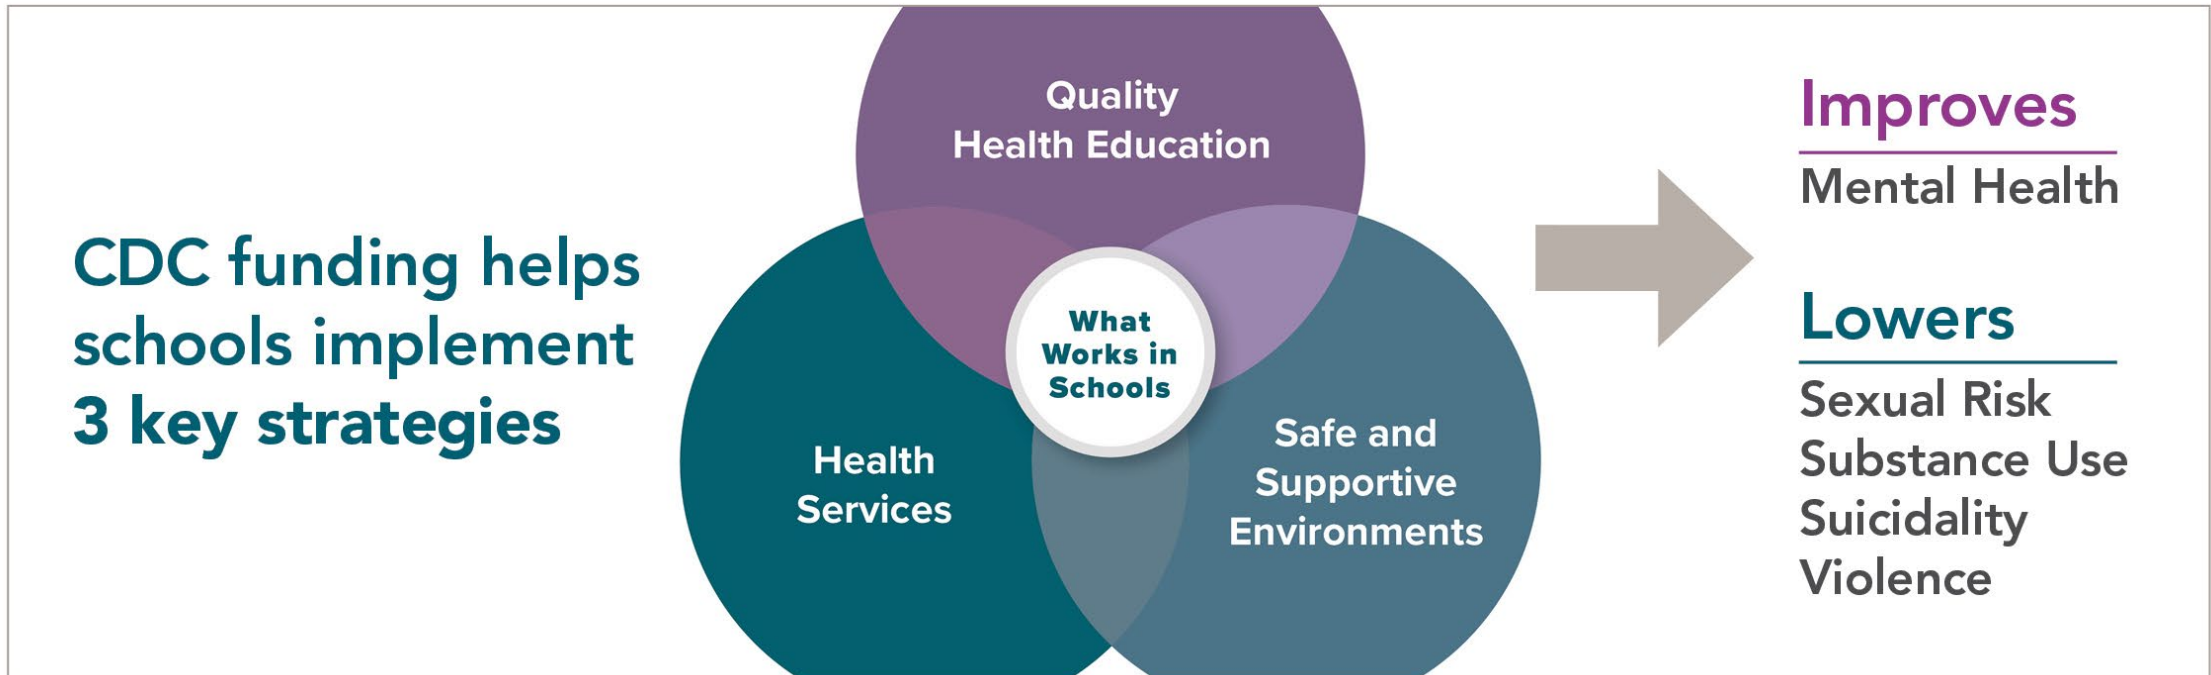 CDC funding helps
schools implement
3 key strategies
Quality
Health Education
What
Works in
Schools
Health
Services
Safe and
Supportive
Environments
Improves
Mental Health
Lowers
Sexual Risk
Substance Use
Suicidality
Violence